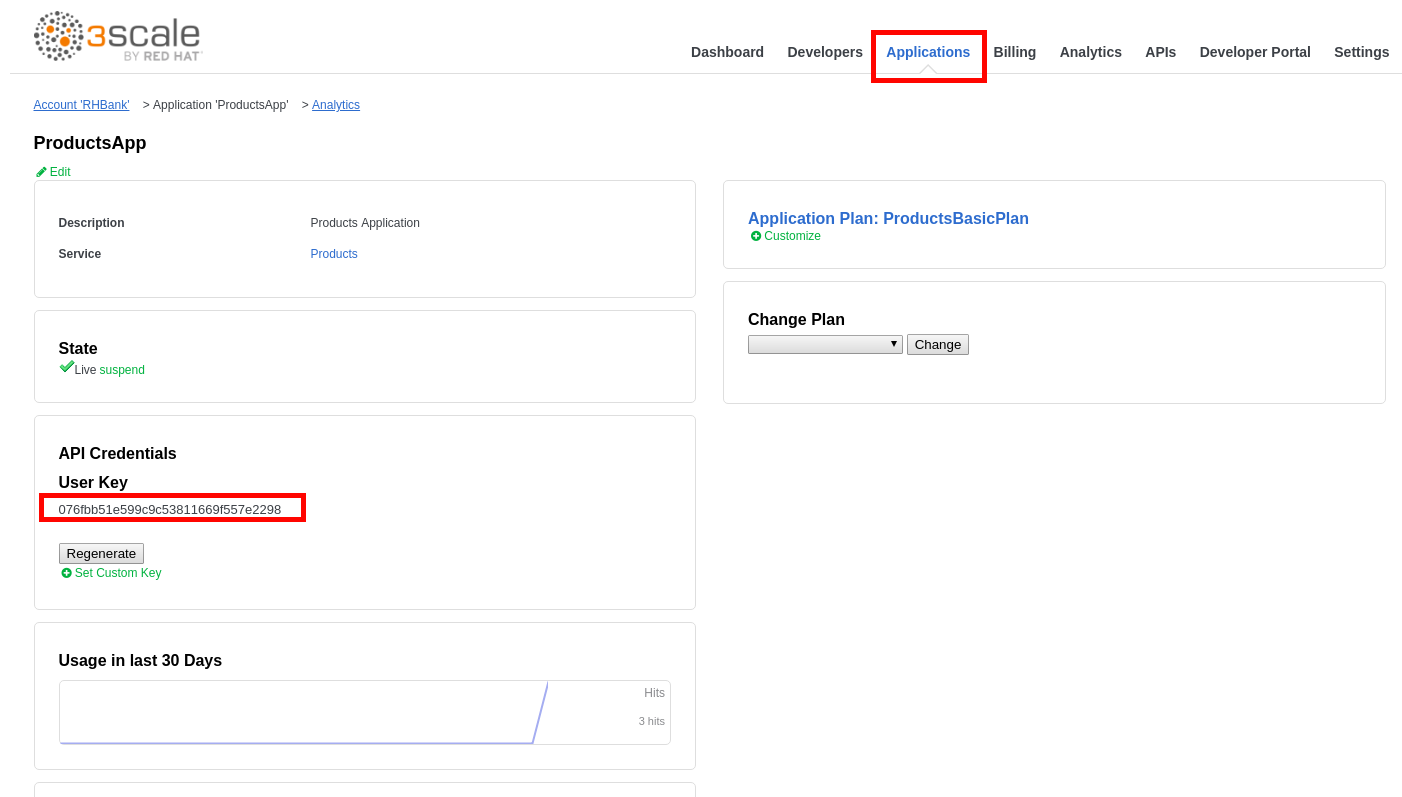 3scale
BY RED HAT
Dashboard Developers Applications Billing Analytics APIs Developer Portal Settings
Account 'RHBank' > Application 'ProductsApp' > Analytics
ProductsApp
Edit
Description Products Application
Service Products
State
Live suspend
API Credentials
User Key
076fbb51e599c9c53811669f557e2298
Regenerate
Set Custom Key
Usage in last 30 Days
Hits
3 hits
Application Plan: ProductsBasicPlan
Customize
Change Plan
Change